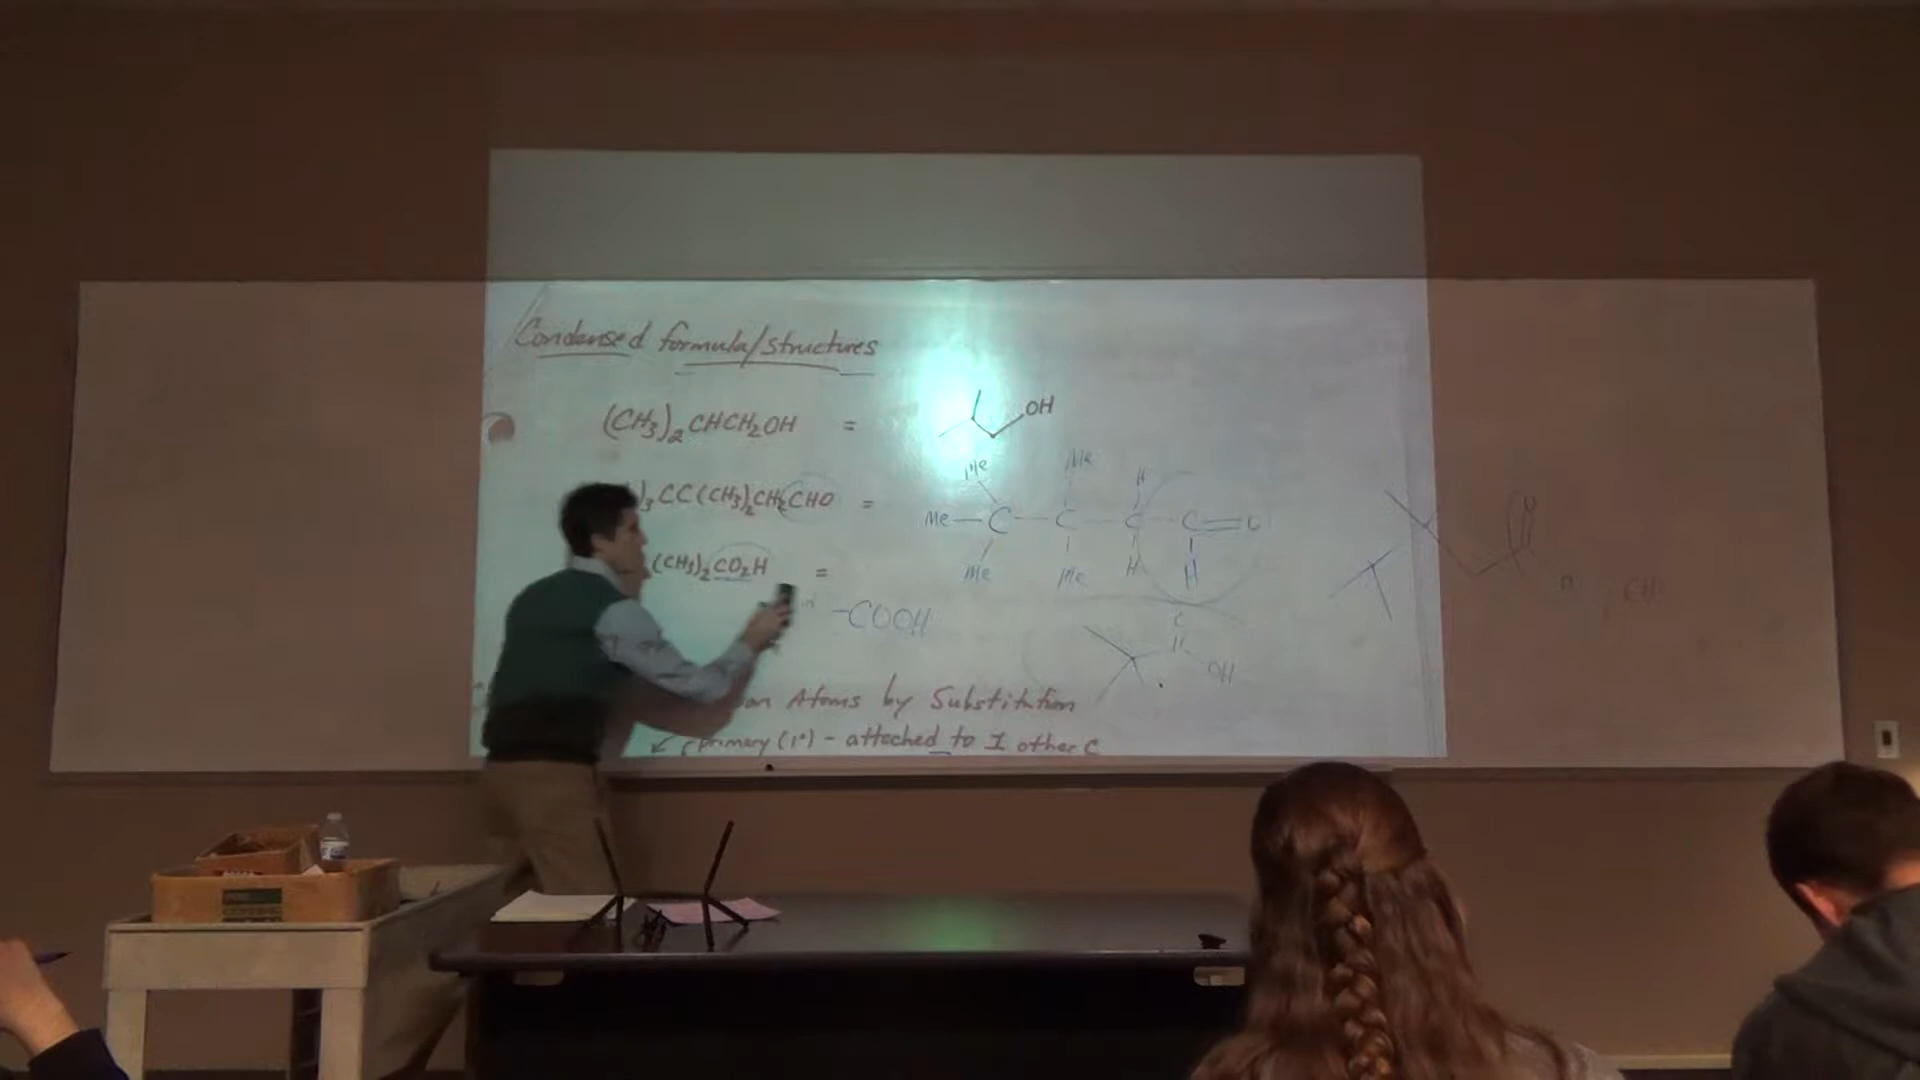 Condensed formula/structures
(CH₃)₂CHCH₂OH =
OH
)₃CC(CH₃)₂CH₂CHO =
Me Me H
Me—C—C—C—C=
Me Me H H
(CH₃)₂CO₂H =
-COOH
OH
Atoms by Substitution
primary (1°) - attached to 1 other C